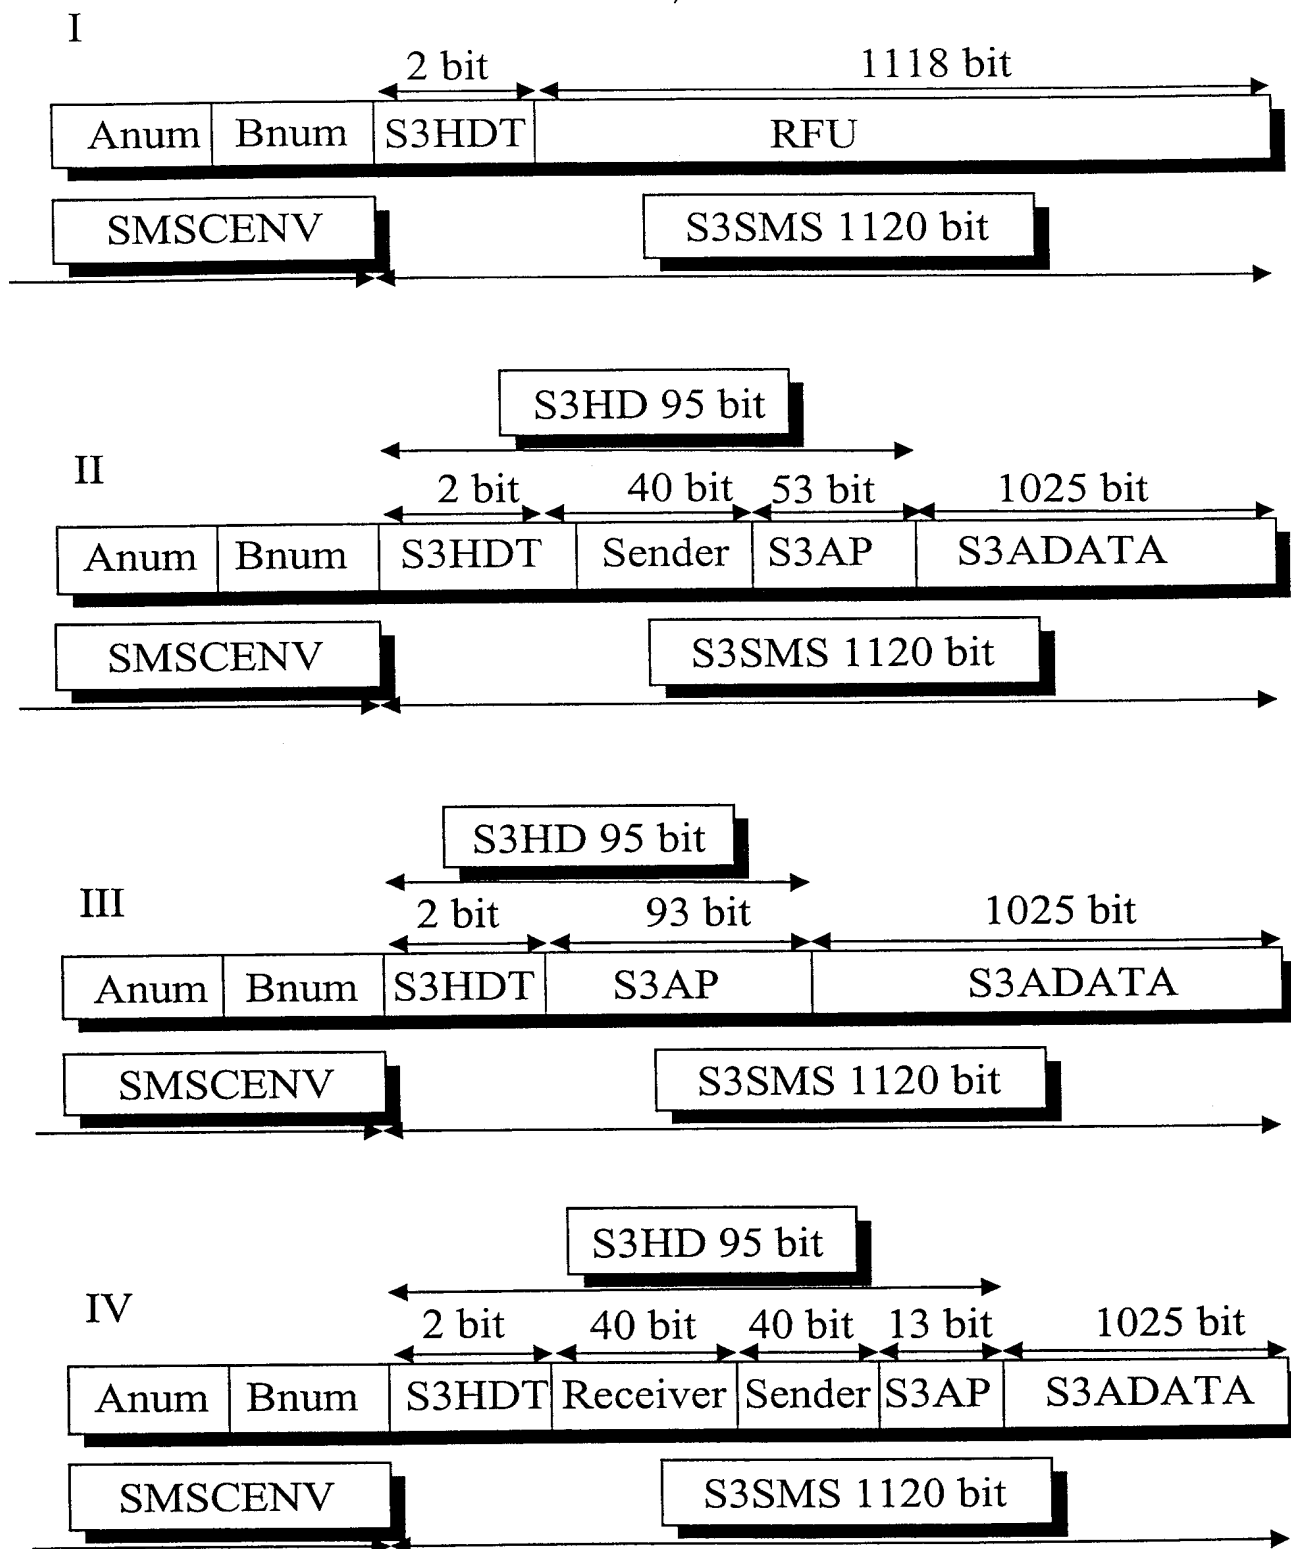 I
2 bit 1118 bit
Anum Bnum S3HDT RFU
SMSCENV S3SMS 1120 bit
S3HD 95 bit
II
2 bit 40 bit 53 bit 1025 bit
Anum Bnum S3HDT Sender S3AP S3ADATA
SMSCENV S3SMS 1120 bit
S3HD 95 bit
III
2 bit 93 bit 1025 bit
Anum Bnum S3HDT S3AP S3ADATA
SMSCENV S3SMS 1120 bit
S3HD 95 bit
IV
2 bit 40 bit 40 bit 13 bit 1025 bit
Anum Bnum S3HDT Receiver Sender S3AP S3ADATA
SMSCENV S3SMS 1120 bit